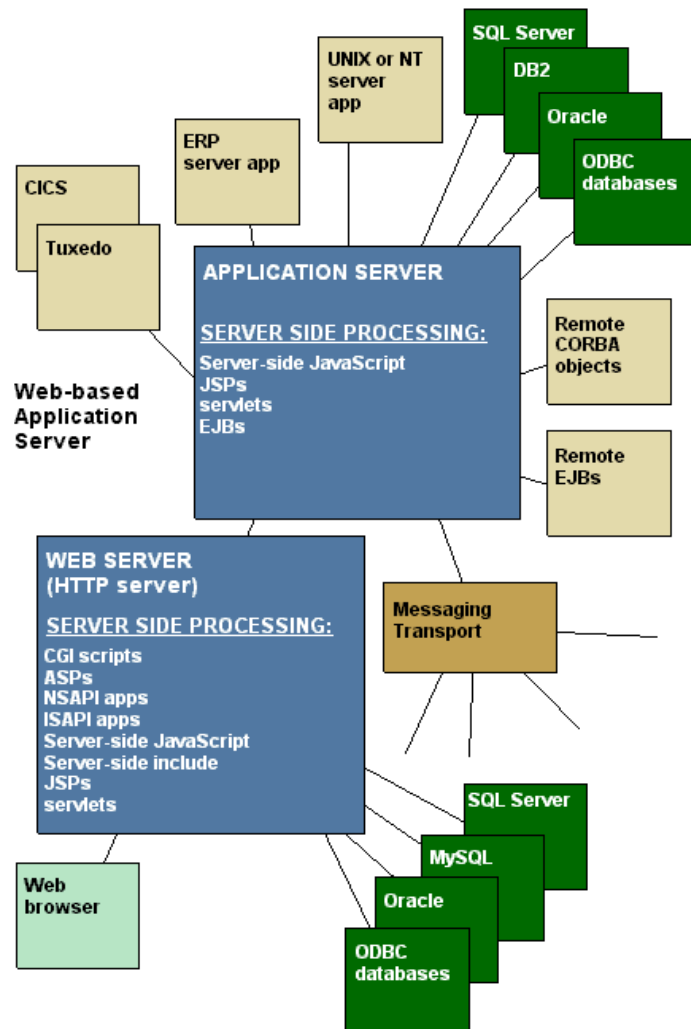 SQL Server
DB2
Oracle
ODBC
databases
UNIX or NT
server
app
ERP
server app
CICS
Tuxedo
APPLICATION SERVER
SERVER SIDE PROCESSING:
Server-side JavaScript
JSPs
servlets
EJBs
Remote
CORBA
objects
Web-based
Application
Server
Remote
EJBs
WEB SERVER
(HTTP server)
SERVER SIDE PROCESSING:
CGI scripts
ASPs
NSAPI apps
ISAPI apps
Server-side JavaScript
Server-side include
JSPs
servlets
Messaging
Transport
SQL Server
MySQL
Oracle
ODBC
databases
Web
browser